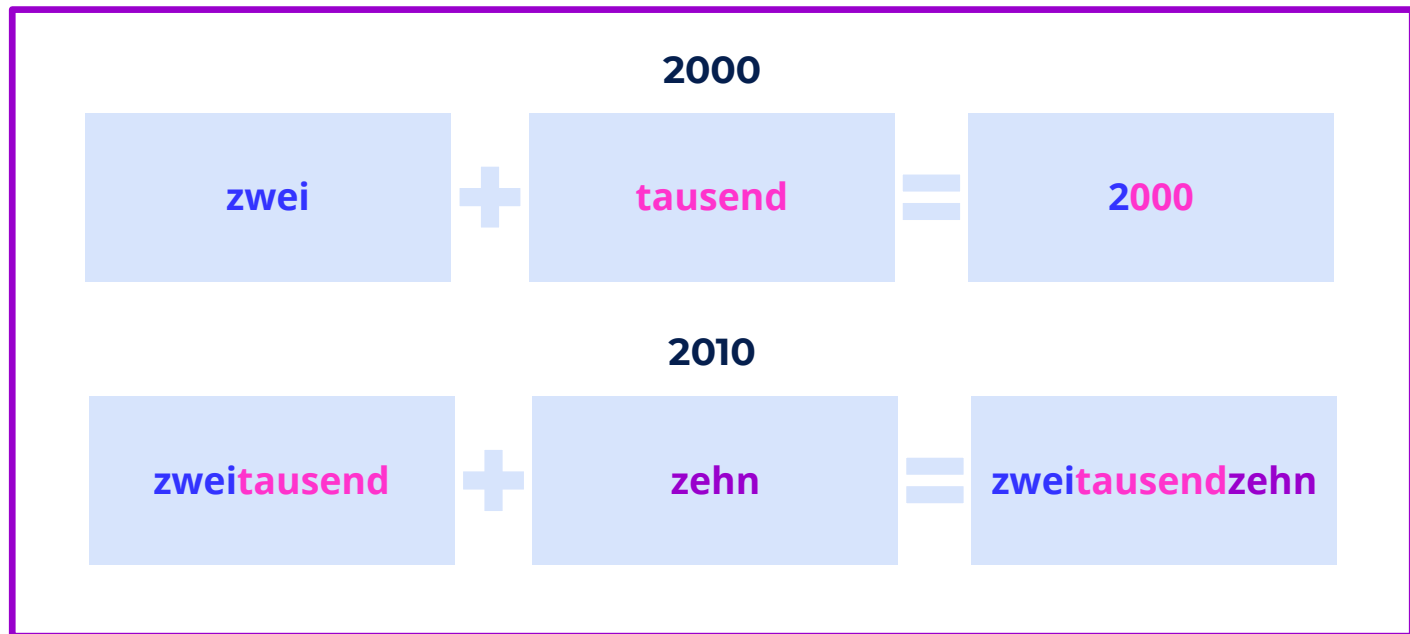 2000
zwei + tausend = 2000
2010
zweitausend + zehn = zweitausendzehn